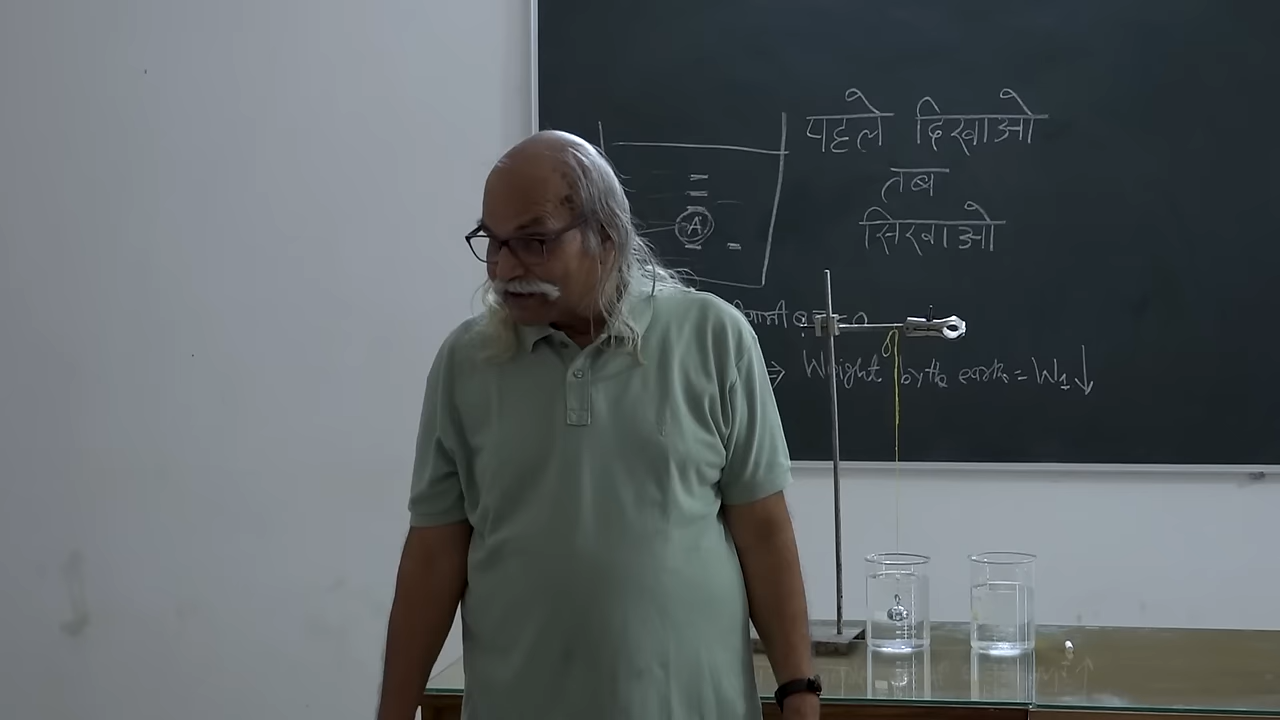 पहले दिखाओ
तब
सिखाओ
A
⇒ Weight by the earth = W₁↓